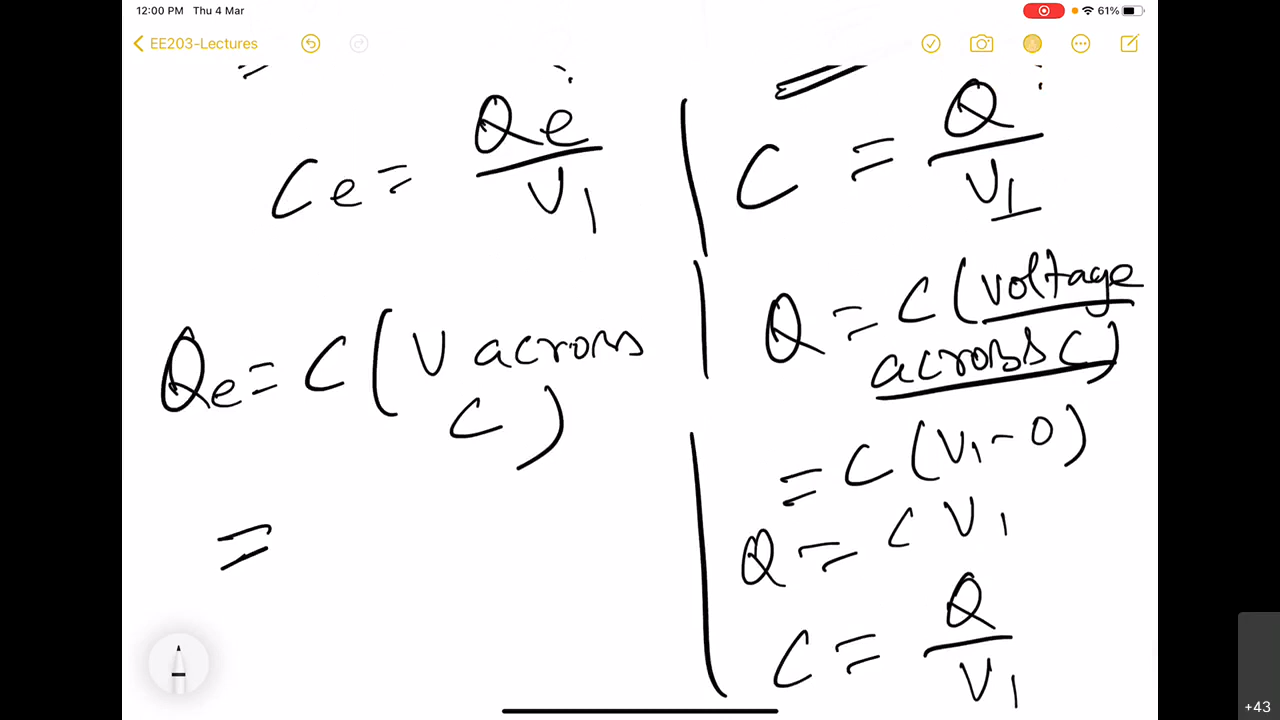 12:00 PM Thu 4 Mar 61%
EE203-Lectures
Ce = Qe / V1
Qe = C ( V across
C )
=
C = Q / V1
Q = C ( voltage
across C )
= C ( V1 - 0 )
Q = C V1
C = Q / V1
+43